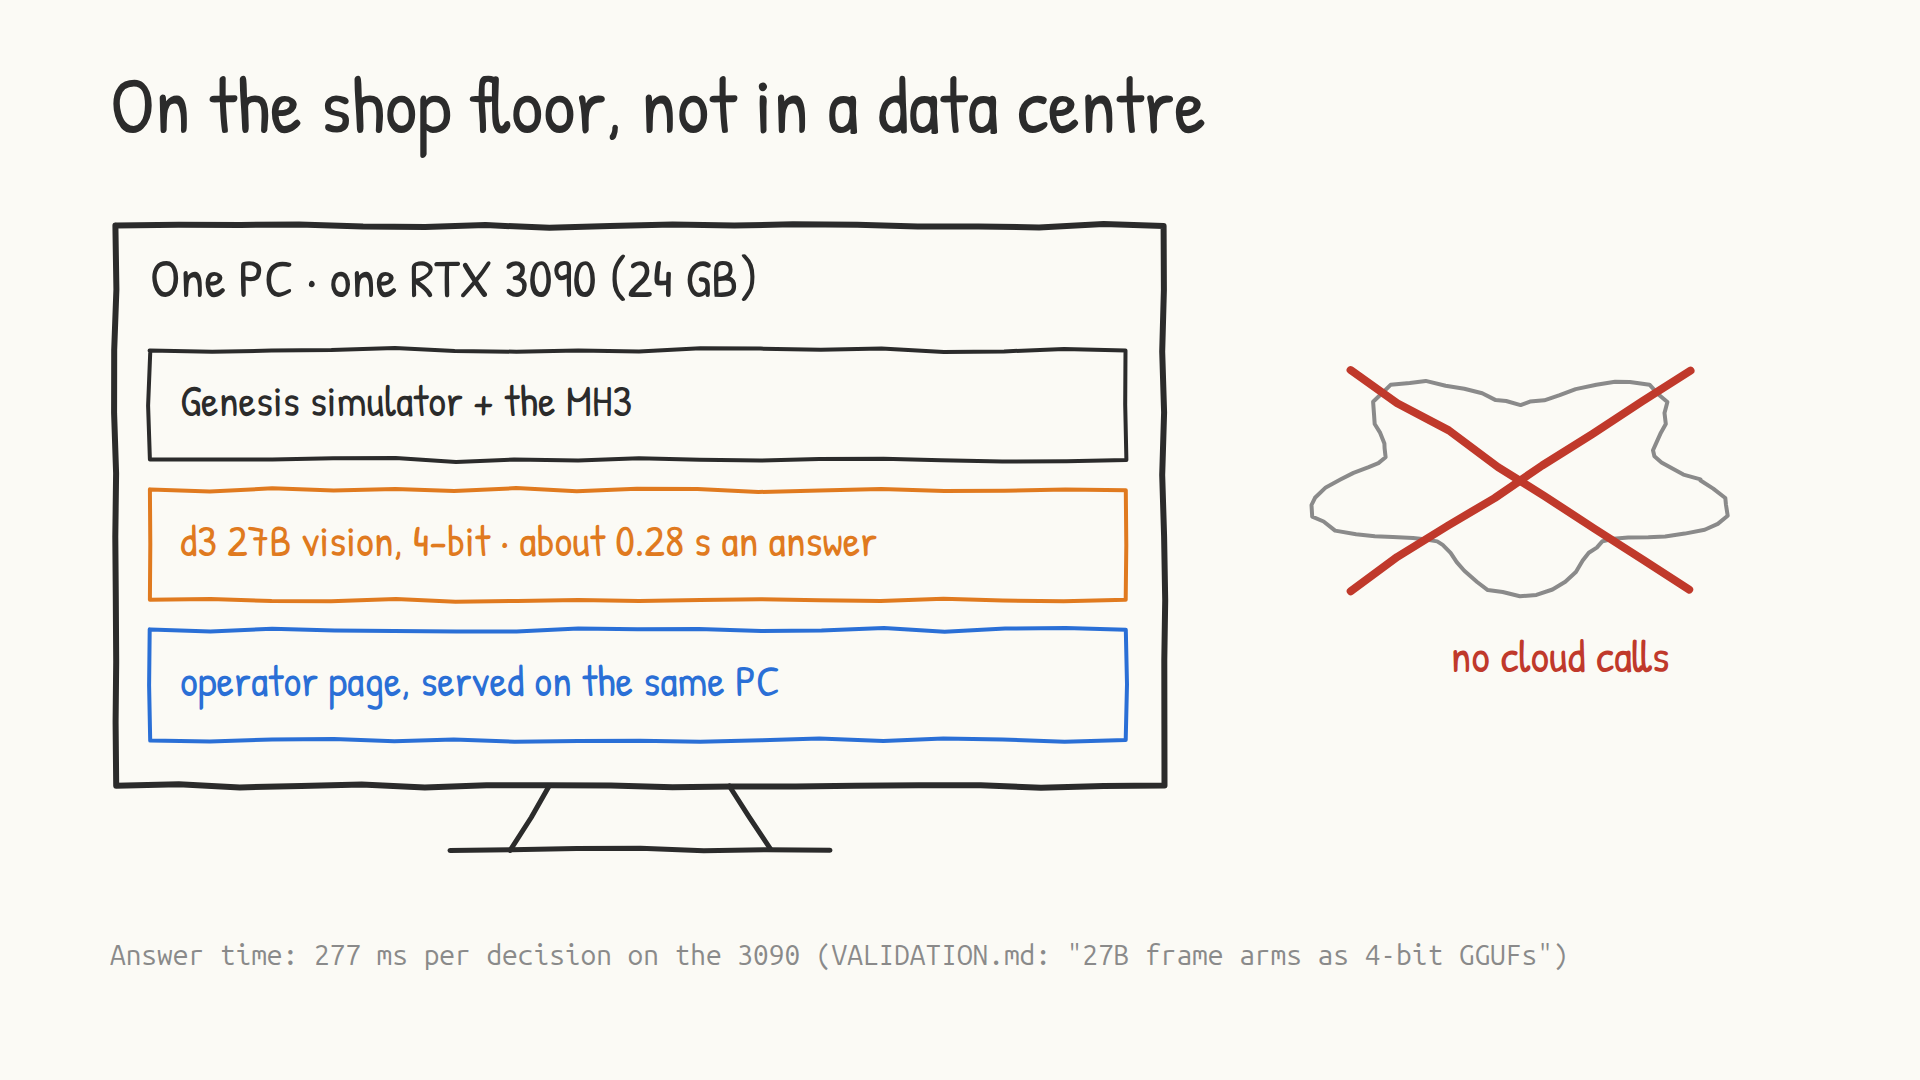 On the shop floor, not in a data centre
One PC · one RTX 3090 (24 GB)
Genesis simulator + the MH3
d3 27B vision, 4-bit · about 0.28 s an answer
operator page, served on the same PC
no cloud calls
Answer time: 277 ms per decision on the 3090 (VALIDATION.md: "27B frame arms as 4-bit GGUFs")